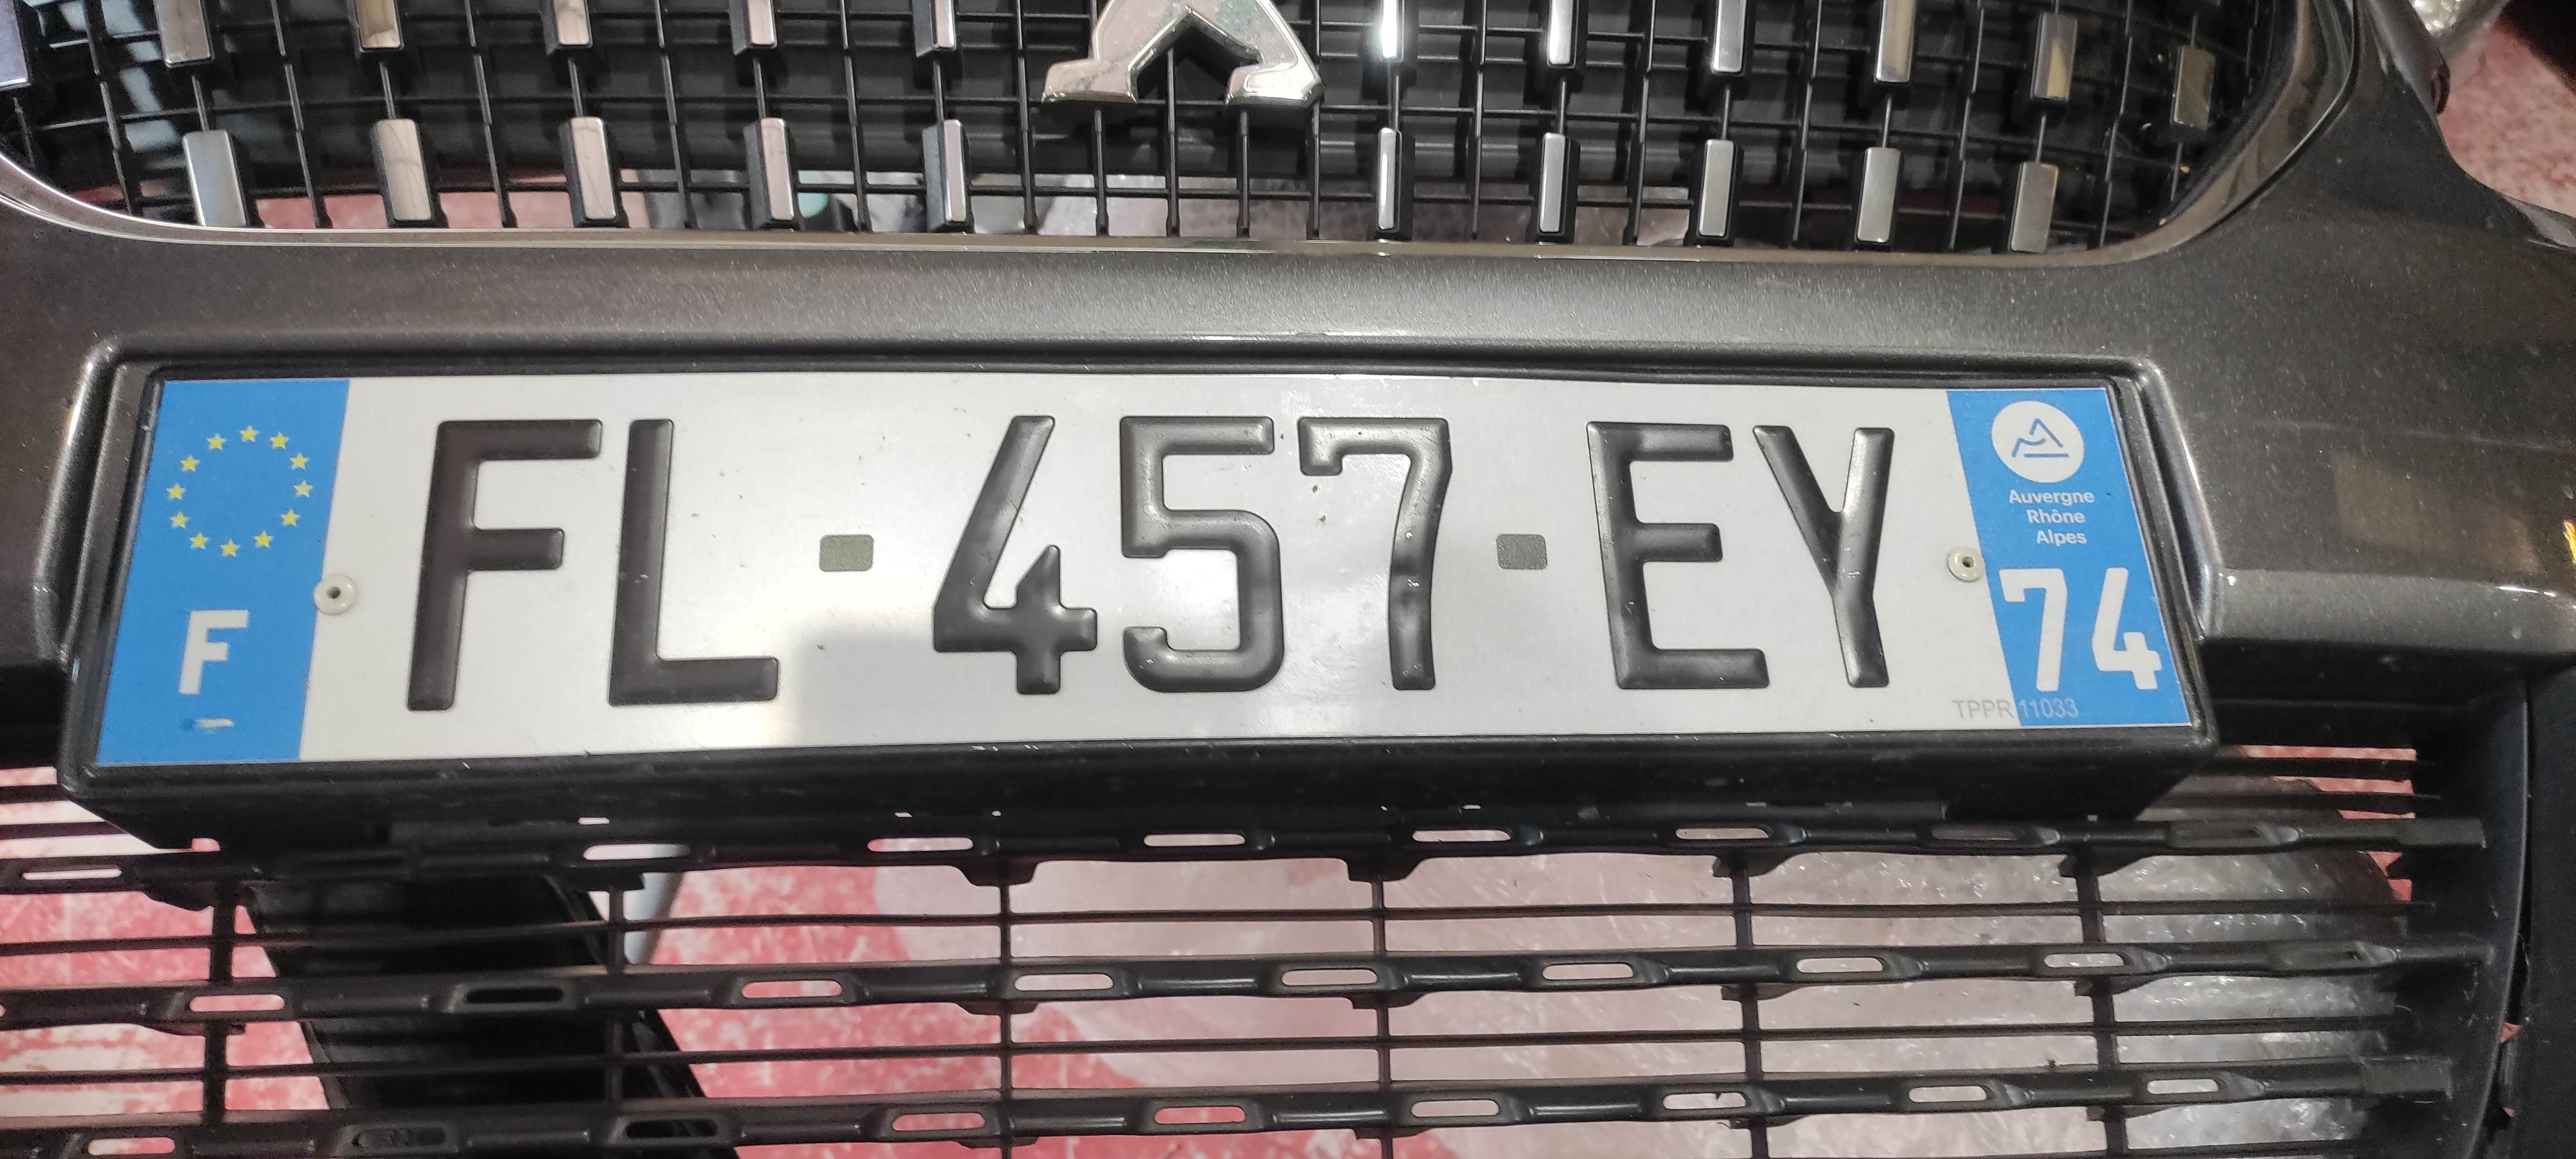 F
FL-457-EY
Auvergne
Rhône
Alpes
74
TPPR 11033